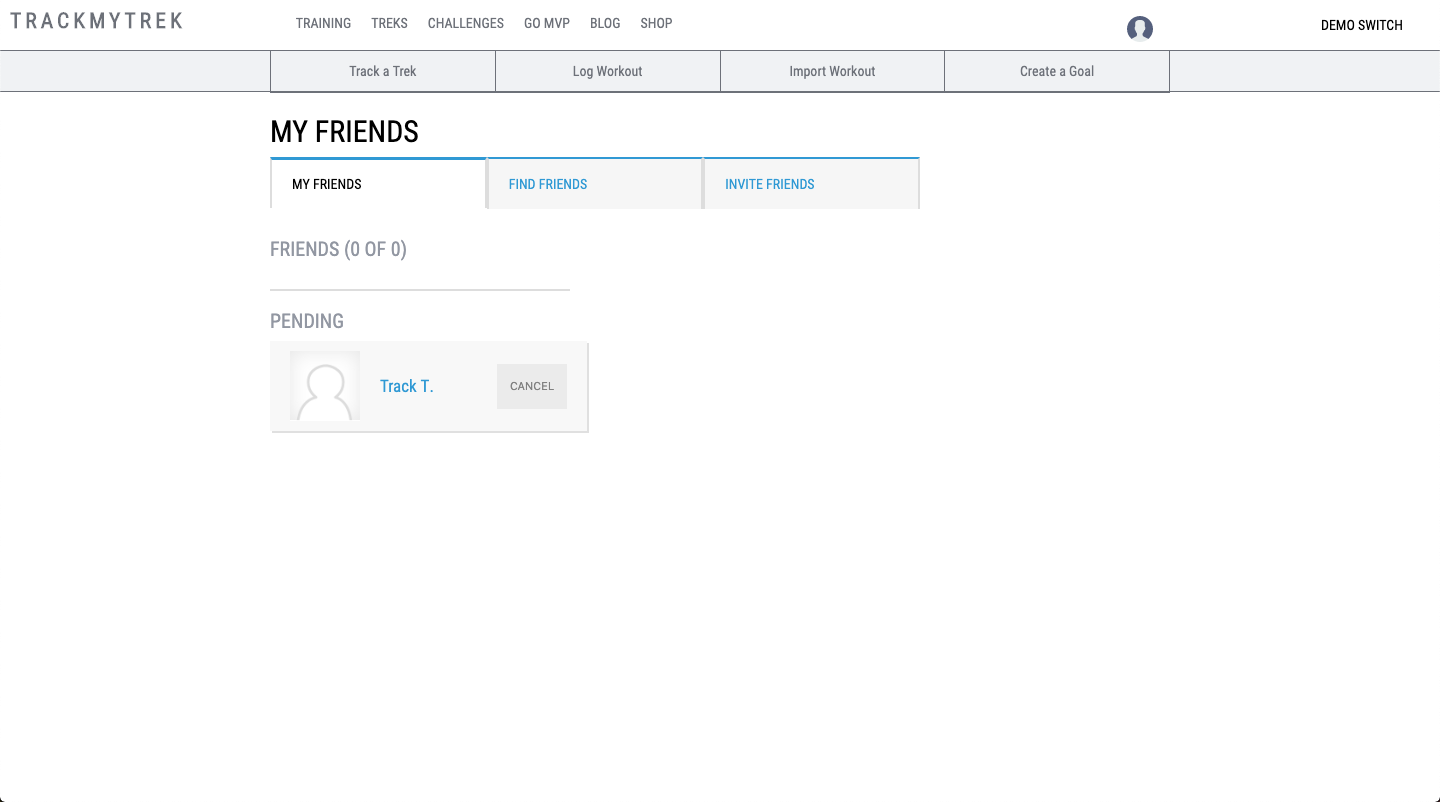 TRACKMYTREK
TRAINING TREKS CHALLENGES GO MVP BLOG SHOP
DEMO SWITCH
Track a Trek
Log Workout
Import Workout
Create a Goal
MY FRIENDS
MY FRIENDS
FIND FRIENDS
INVITE FRIENDS
FRIENDS (0 OF 0)
PENDING
Track T.
CANCEL